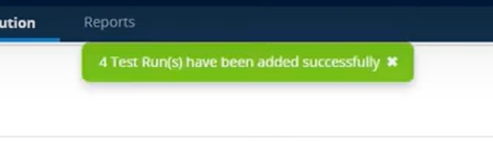 ution Reports
4 Test Run(s) have been added successfully ✖